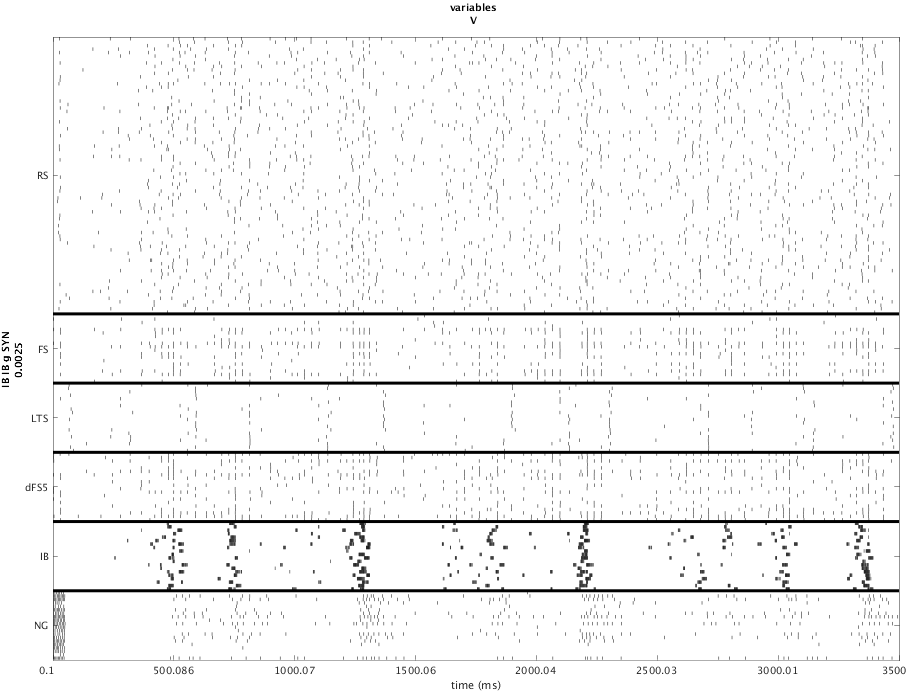 variables
V
RS
FS
LTS
dFS5
IB
NG
IB IB g SYN
0.0025
0.1
500.086
1000.07
1500.06
2000.04
2500.03
3000.01
3500
time (ms)